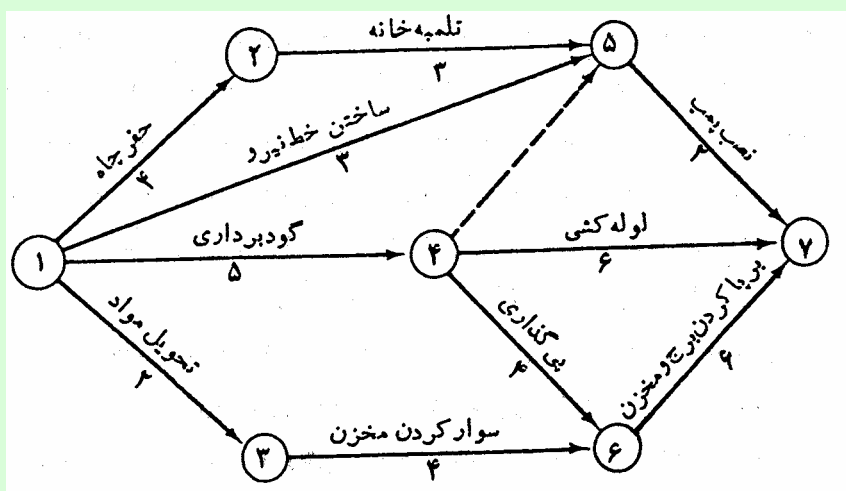 تلمبه خانه
۲
۵
۳
ساختن خط نیرو
۳
حفر چاه
۴
نصب پمپ
۲
گودبرداری
۵
لوله کشی
۶
۱
۴
۷
تحویل مواد
۲
پی گذاری
۴
برپا کردن برج و مخزن
۶
سوار کردن مخزن
۴
۳
۶